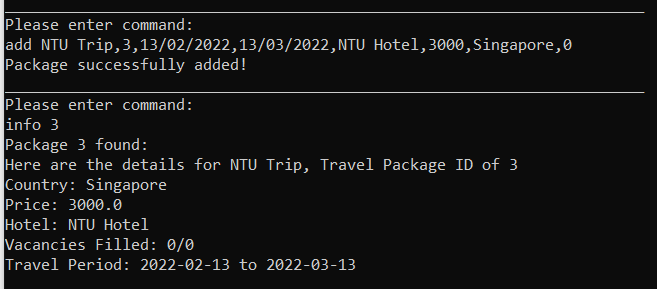 Please enter command:
add NTU Trip,3,13/02/2022,13/03/2022,NTU Hotel,3000,Singapore,0
Package successfully added!
Please enter command:
info 3
Package 3 found:
Here are the details for NTU Trip, Travel Package ID of 3
Country: Singapore
Price: 3000.0
Hotel: NTU Hotel
Vacancies Filled: 0/0
Travel Period: 2022-02-13 to 2022-03-13